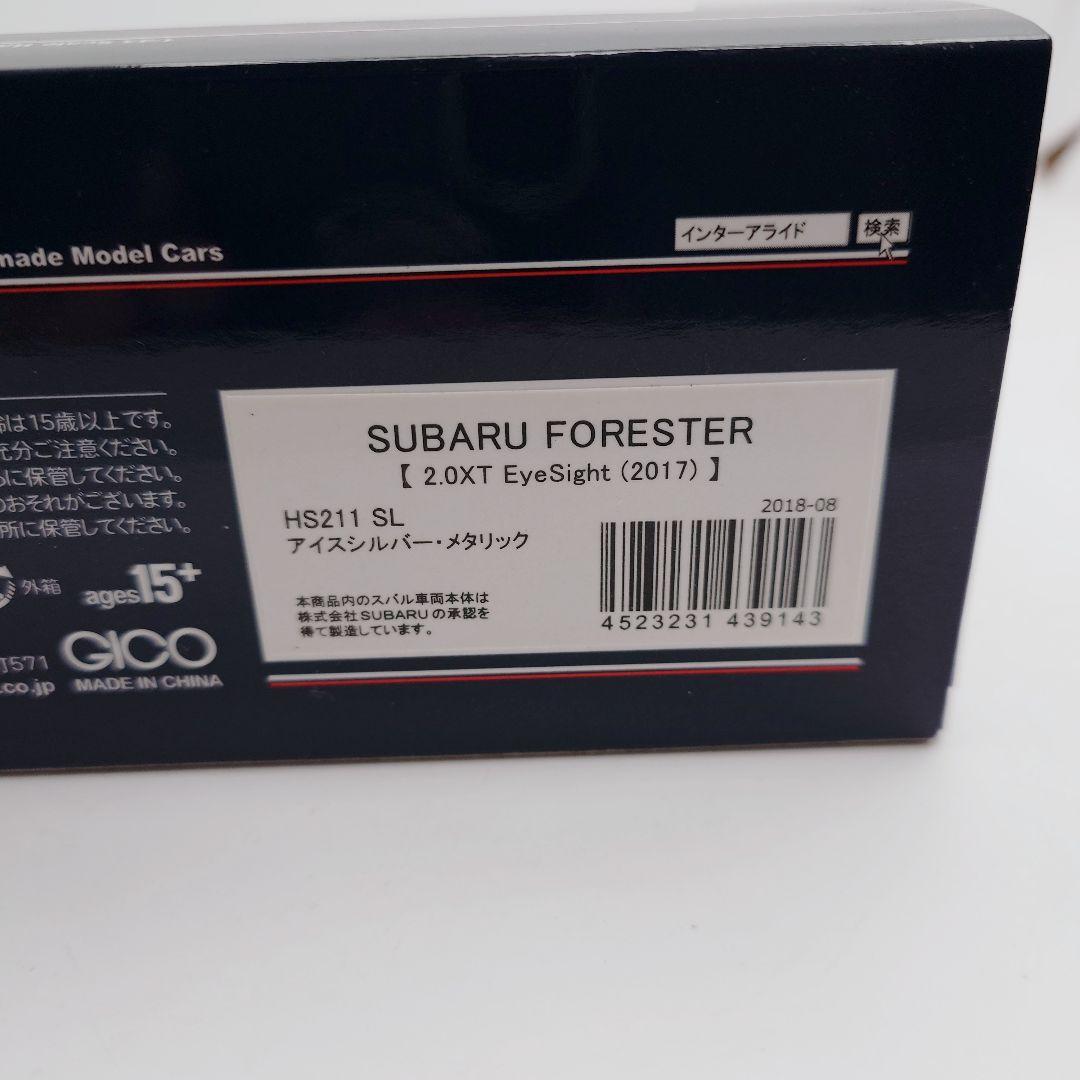 made Model Cars
インターアライド 検索
齢は15歳以上です。
充分ご注意ください。
に保管してください。
のおそれがございます。
所に保管してください。
外箱
ages15+
GICO
571
.co.jp
MADE IN CHINA
SUBARU FORESTER
【 2.0XT EyeSight (2017) 】
HS211 SL
アイスシルバー・メタリック
2018-08
本商品内のスバル車両本体は
株式会社SUBARUの承認を
得て製造しています。
4523231 439143